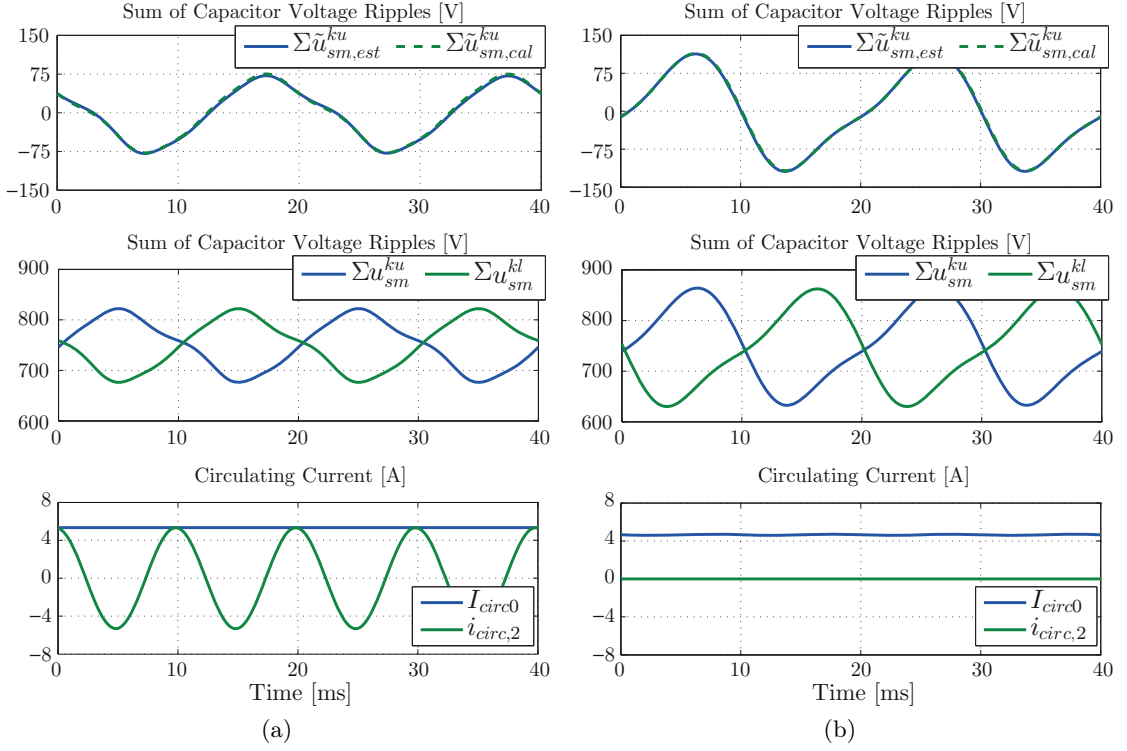 Sum of Capacitor Voltage Ripples [V]
150
75
0
−75
−150
Σũ^{ku}_{sm,est} Σũ^{ku}_{sm,cal}
0 10 20 30 40
Sum of Capacitor Voltage Ripples [V]
900
800
700
600
Σu^{ku}_{sm} Σu^{kl}_{sm}
0 10 20 30 40
Circulating Current [A]
8
4
0
−4
−8
I_{circ0}
i_{circ,2}
0 10 20 30 40
Time [ms]
(a)
Sum of Capacitor Voltage Ripples [V]
150
75
0
−75
−150
Σũ^{ku}_{sm,est} Σũ^{ku}_{sm,cal}
0 10 20 30 40
Sum of Capacitor Voltage Ripples [V]
900
800
700
600
Σu^{ku}_{sm} Σu^{kl}_{sm}
0 10 20 30 40
Circulating Current [A]
8
4
0
−4
−8
I_{circ0}
i_{circ,2}
0 10 20 30 40
Time [ms]
(b)